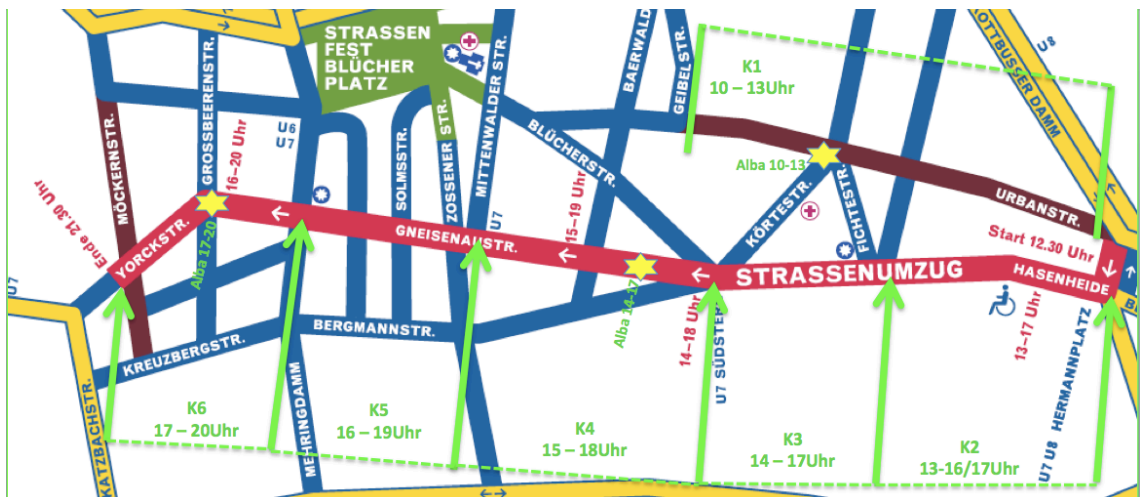 STRASSEN
FEST
BLÜCHER
PLATZ
MITTENWALDER STR.
BAERWALD
GEIBELSTR.
K1
10 – 13Uhr
KOTTBUSSER DAMM
U8
GROSSBEERENSTR.
MÖCKERNSTR.
16–20 Uhr
U6
U7
SOLMSSTR.
ZOSSENER STR.
BLÜCHERSTR.
Alba 10-13
KÖRTESTR.
FICHTESTR.
URBANSTR.
Ende 21.30 Uhr
YORCKSTR.
Alba 17-20
U7
GNEISENAUSTR.
15–19 Uhr
Alba 14-17
STRASSENUMZUG
Start 12.30 Uhr
HASENHEIDE
U7
BERGMANNSTR.
KREUZBERGSTR.
14–18 Uhr
U7 SÜDSTER
13–17 Uhr
U7 U8 HERMANNPLATZ
KATZBACHSTR.
MEHRINGDAMM
K6
17 – 20Uhr
K5
16 – 19Uhr
K4
15 – 18Uhr
K3
14 – 17Uhr
K2
13-16/17Uhr